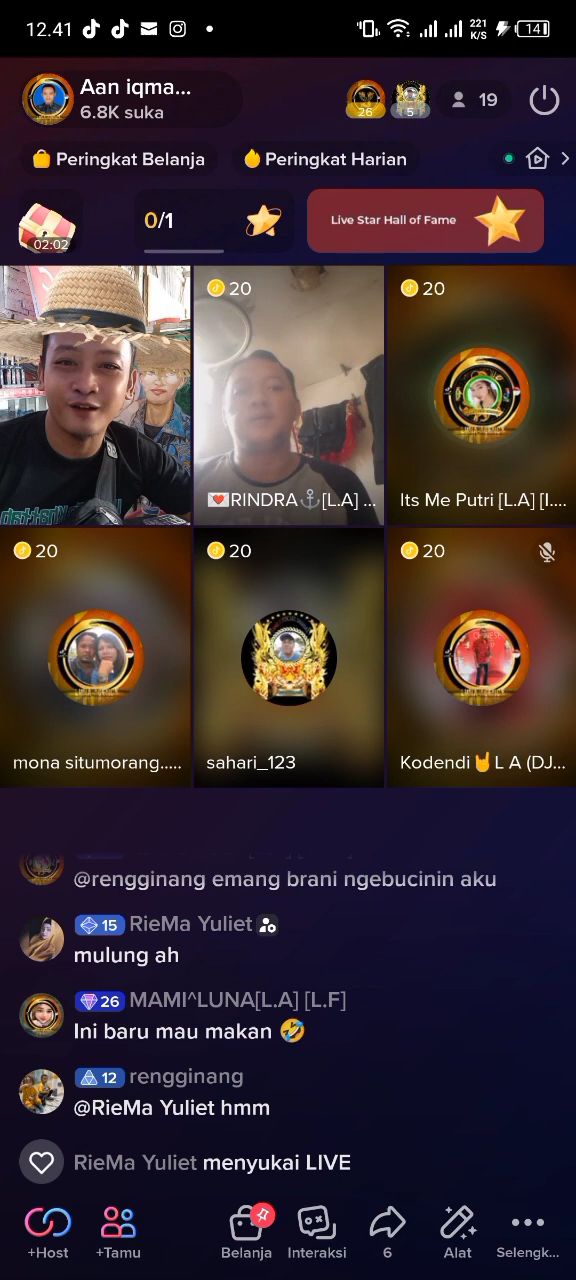 12.41
221
K/S
14
Aan iqma...
6.8K suka
26
5
19
Peringkat Belanja
Peringkat Harian
02:02
0/1
Live Star Hall of Fame
20
20
RINDRA⚓[L.A] ...
Its Me Putri [L.A] [I....
20
20
20
mona situmorang.....
sahari_123
Kodendi🤘L A (DJ...
@rengginang emang brani ngebucinin aku
15 RieMa Yuliet
mulung ah
26 MAMI^LUNA[L.A] [L.F]
Ini baru mau makan 🤣
12 rengginang
@RieMa Yuliet hmm
RieMa Yuliet menyukai LIVE
+Host
+Tamu
Belanja
Interaksi
6
Alat
Selengk...